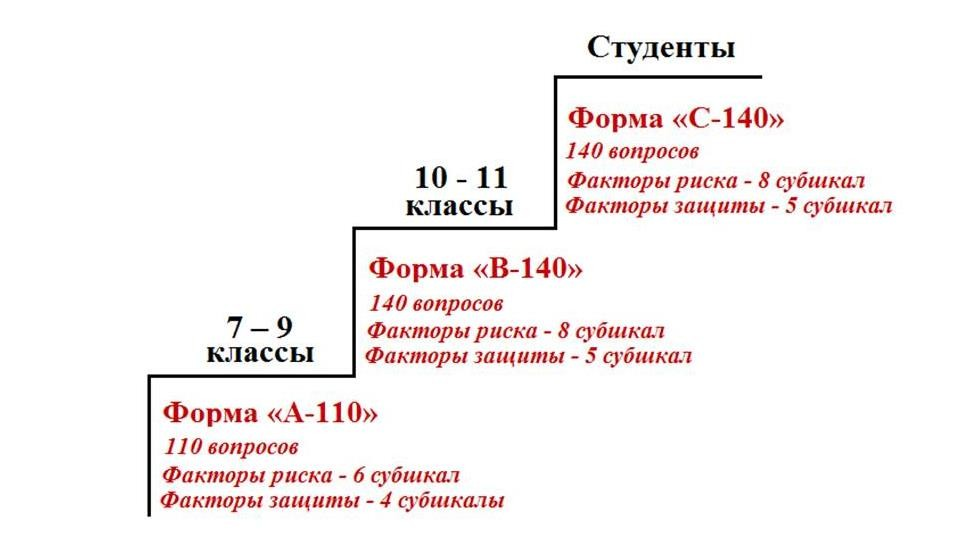 Студенты
Форма «С-140»
140 вопросов
Факторы риска - 8 субшкал
Факторы защиты - 5 субшкал
10 - 11
классы
Форма «В-140»
140 вопросов
Факторы риска - 8 субшкал
Факторы защиты - 5 субшкал
7 – 9
классы
Форма «А-110»
110 вопросов
Факторы риска - 6 субшкал
Факторы защиты - 4 субшкалы